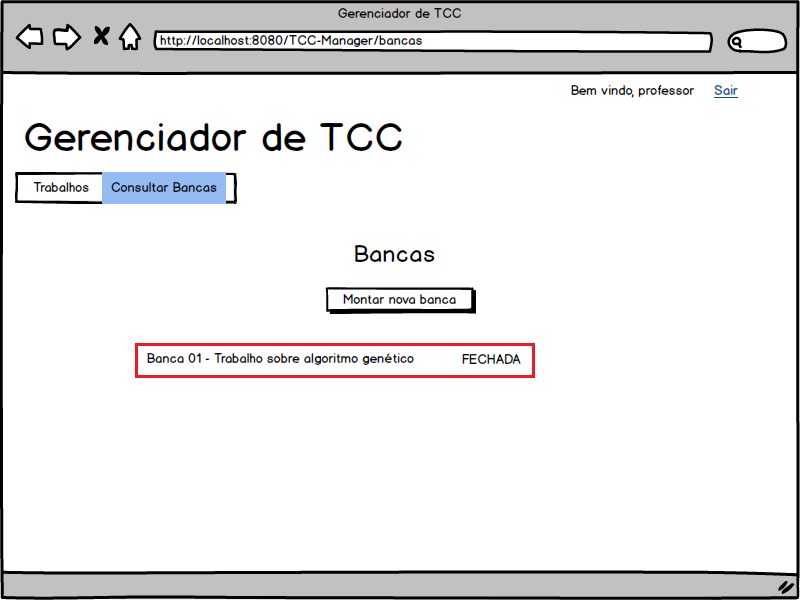 Gerenciador de TCC
http://localhost:8080/TCC-Manager/bancas
Bem vindo, professor Sair
Gerenciador de TCC
Trabalhos Consultar Bancas
Bancas
Montar nova banca
Banca 01 - Trabalho sobre algoritmo genético FECHADA